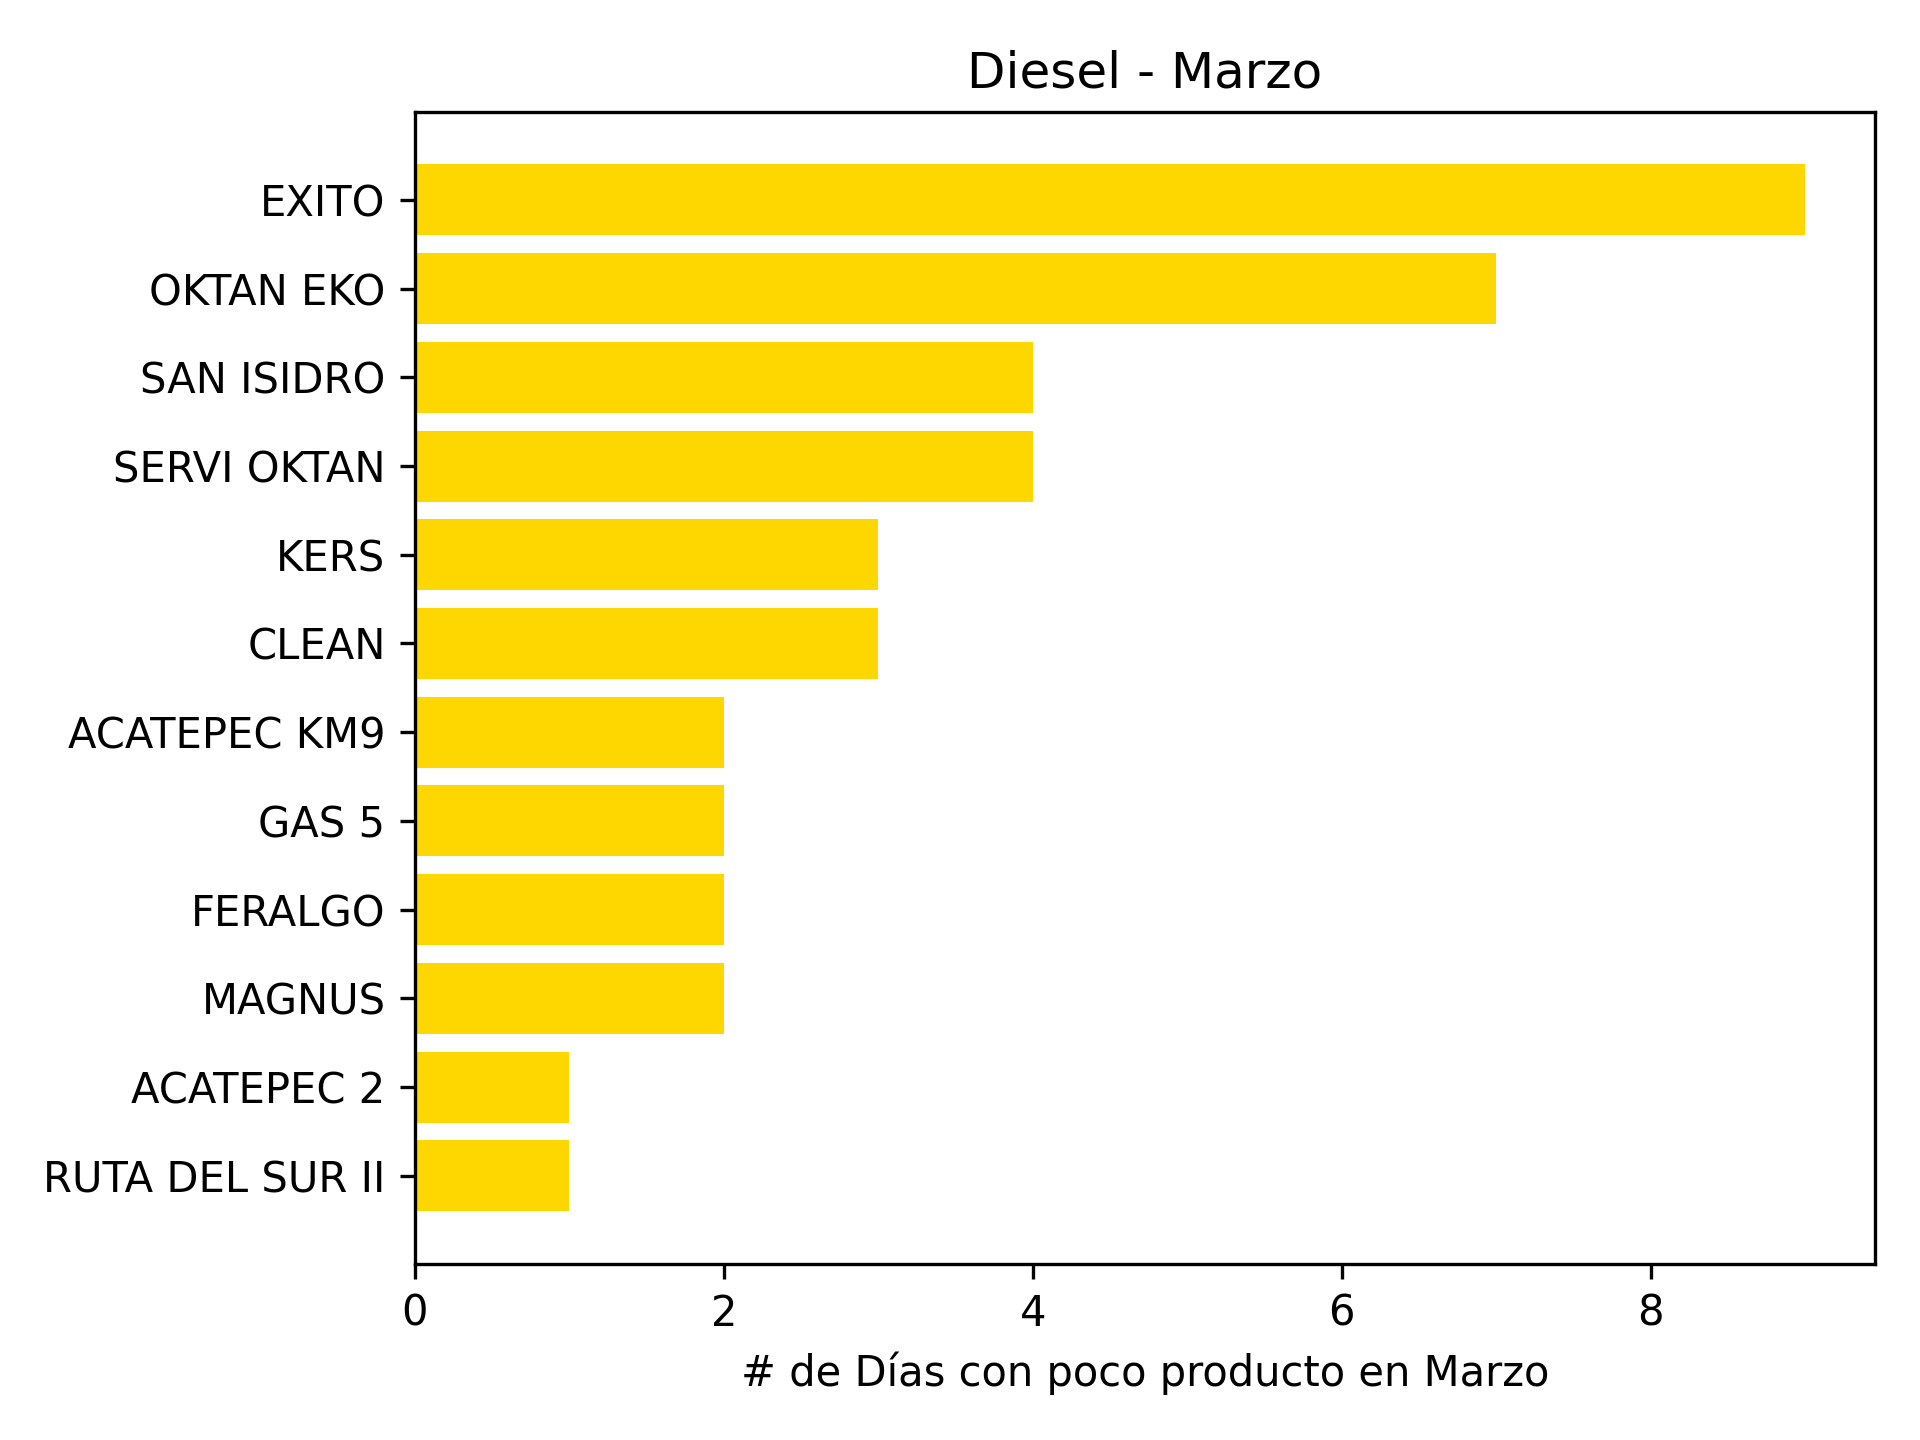 Diesel - Marzo
EXITO
OKTAN EKO
SAN ISIDRO
SERVI OKTAN
KERS
CLEAN
ACATEPEC KM9
GAS 5
FERALGO
MAGNUS
ACATEPEC 2
RUTA DEL SUR II
0 2 4 6 8
# de Días con poco producto en Marzo